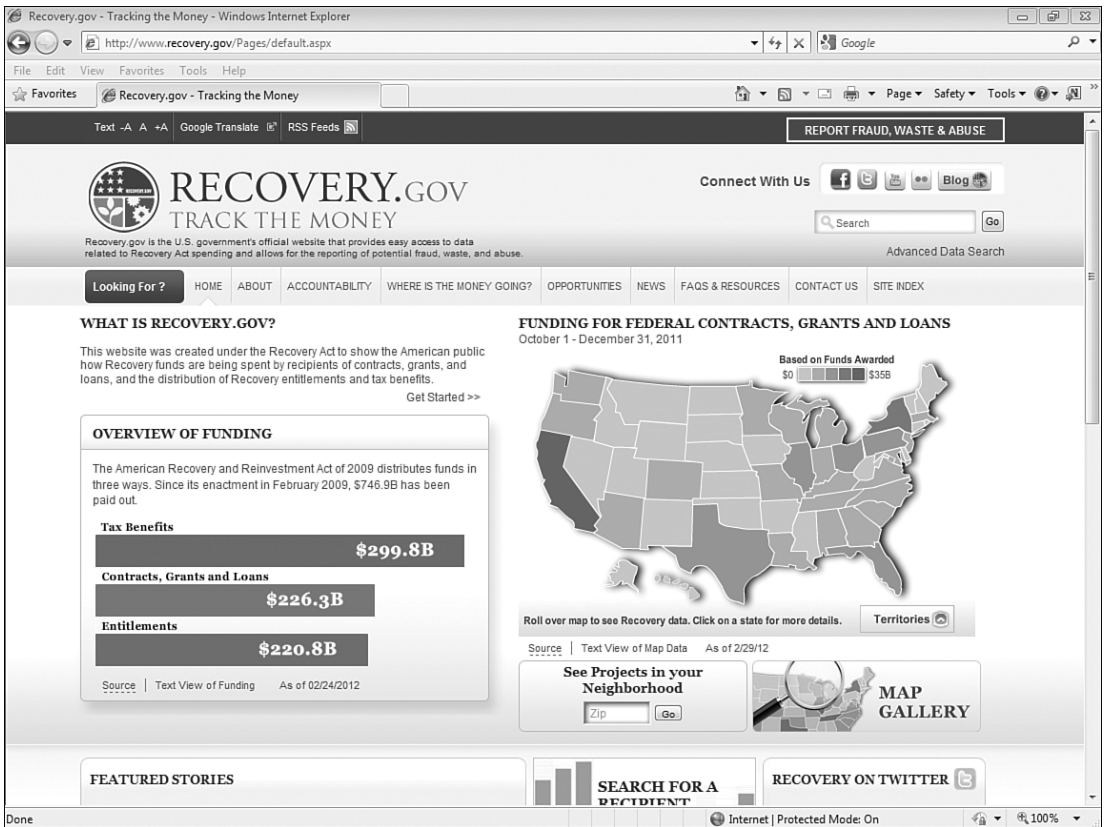 Recovery.gov - Tracking the Money - Windows Internet Explorer
http://www.recovery.gov/Pages/default.aspx
Google
File Edit View Favorites Tools Help
Favorites
Recovery.gov - Tracking the Money
Page Safety Tools
Text -A A +A Google Translate RSS Feeds
REPORT FRAUD, WASTE & ABUSE
RECOVERY.GOV
TRACK THE MONEY
Recovery.gov is the U.S. government's official website that provides easy access to data
related to Recovery Act spending and allows for the reporting of potential fraud, waste, and abuse.
Connect With Us
Blog
Search
Go
Advanced Data Search
Looking For ? HOME ABOUT ACCOUNTABILITY WHERE IS THE MONEY GOING? OPPORTUNITIES NEWS FAQS & RESOURCES CONTACT US SITE INDEX
WHAT IS RECOVERY.GOV?
This website was created under the Recovery Act to show the American public
how Recovery funds are being spent by recipients of contracts, grants, and
loans, and the distribution of Recovery entitlements and tax benefits.
Get Started >>
OVERVIEW OF FUNDING
The American Recovery and Reinvestment Act of 2009 distributes funds in
three ways. Since its enactment in February 2009, $746.9B has been
paid out.
Tax Benefits
$299.8B
Contracts, Grants and Loans
$226.3B
Entitlements
$220.8B
Source Text View of Funding As of 02/24/2012
FUNDING FOR FEDERAL CONTRACTS, GRANTS AND LOANS
October 1 - December 31, 2011
Based on Funds Awarded
$0 $35B
Roll over map to see Recovery data. Click on a state for more details.
Territories
Source Text View of Map Data As of 2/29/12
See Projects in your
Neighborhood
Zip Go
MAP
GALLERY
FEATURED STORIES
SEARCH FOR A
RECIPIENT
RECOVERY ON TWITTER
Done
Internet | Protected Mode: On
100%